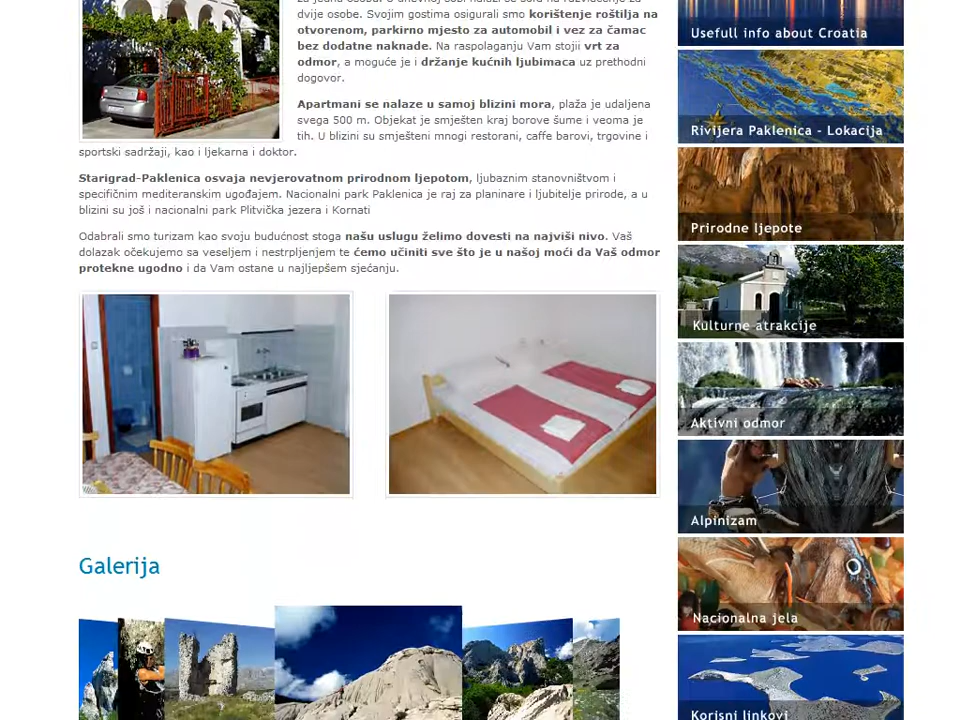 dvije osobe. Svojim gostima osigurali smo korištenje roštilja na
otvorenom, parkirno mjesto za automobil i vez za čamac
bez dodatne naknade. Na raspolaganju Vam stojii vrt za
odmor, a moguće je i držanje kućnih ljubimaca uz prethodni
dogovor.
Apartmani se nalaze u samoj blizini mora, plaža je udaljena
svega 500 m. Objekat je smješten kraj borove šume i veoma je
tih. U blizini su smješteni mnogi restorani, caffe barovi, trgovine i
sportski sadržaji, kao i ljekarna i doktor.
Starigrad-Paklenica osvaja nevjerovatnom prirodnom ljepotom, ljubaznim stanovništvom i
specifičnim mediteranskim ugođajem. Nacionalni park Paklenica je raj za planinare i ljubitelje prirode, a u
blizini su još i nacionalni park Plitvička jezera i Kornati
Odabrali smo turizam kao svoju budućnost stoga našu uslugu želimo dovesti na najviši nivo. Vaš
dolazak očekujemo sa veseljem i nestrpljenjem te ćemo učiniti sve što je u našoj moći da Vaš odmor
protekne ugodno i da Vam ostane u najljepšem sjećanju.
Galerija
Usefull info about Croatia
Rivijera Paklenica - Lokacija
Prirodne ljepote
Kulturne atrakcije
Aktivni odmor
Alpinizam
Nacionalna jela
Korisni linkovi